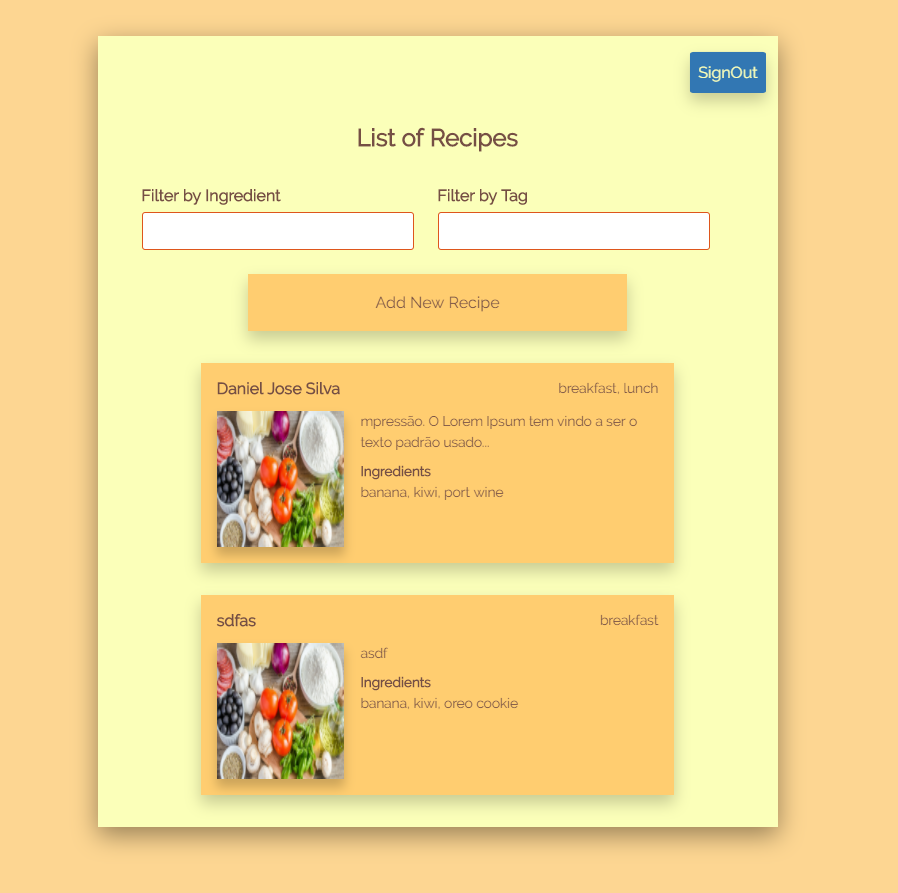 SignOut
List of Recipes
Filter by Ingredient
Filter by Tag
Add New Recipe
Daniel Jose Silva
breakfast, lunch
mpressão. O Lorem Ipsum tem vindo a ser o
texto padrão usado...
Ingredients
banana, kiwi, port wine
sdfas
breakfast
asdf
Ingredients
banana, kiwi, oreo cookie